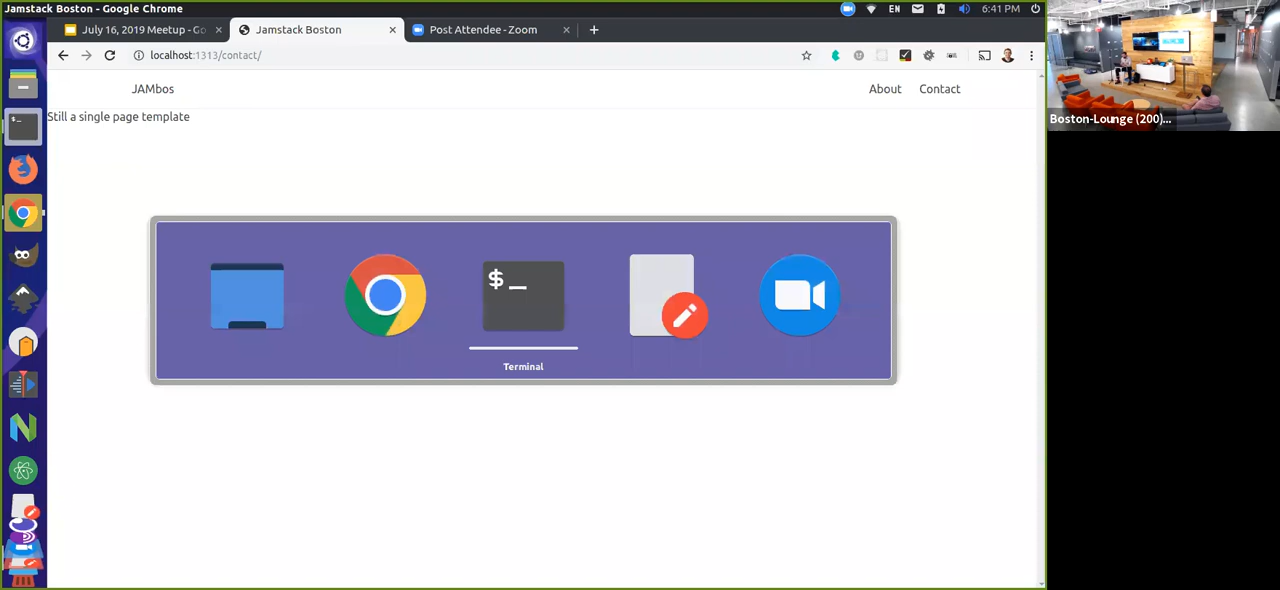 Jamstack Boston - Google Chrome
EN
6:41 PM
July 16, 2019 Meetup - Go
Jamstack Boston
Post Attendee - Zoom
localhost:1313/contact/
JAMbos
About
Contact
Still a single page template
$_
$_
Terminal
Boston-Lounge (200)...